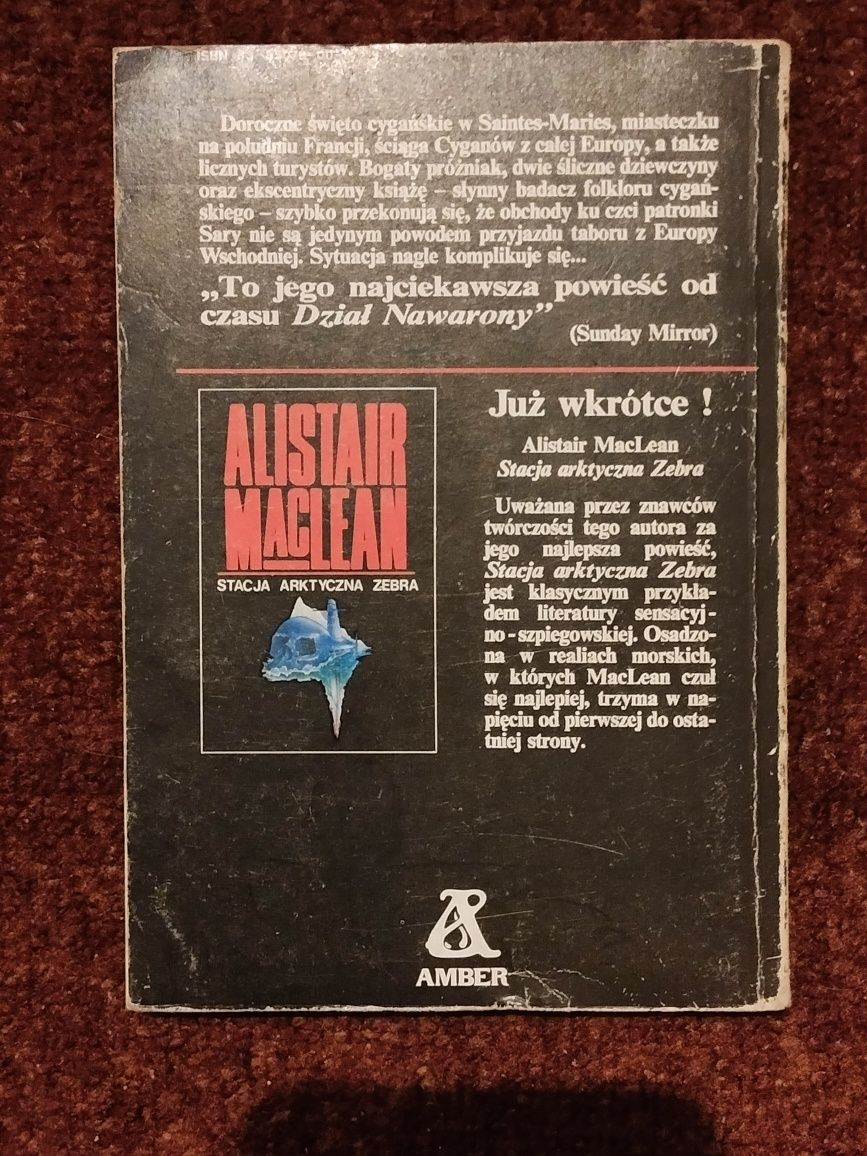 ISBN
Doroczne święto cygańskie w Saintes-Maries, miasteczku
na południu Francji, ściąga Cyganów z całej Europy, a także
licznych turystów. Bogaty próżniak, dwie śliczne dziewczyny
oraz ekscentryczny książę – słynny badacz folkloru cygań-
skiego – szybko przekonują się, że obchody ku czci patronki
Sary nie są jedynym powodem przyjazdu taboru z Europy
Wschodniej. Sytuacja nagle komplikuje się...
„To jego najciekawsza powieść od
czasu Dział Nawarony”
(Sunday Mirror)
ALISTAIR
MACLEAN
STACJA ARKTYCZNA ZEBRA
Już wkrótce !
Alistair MacLean
Stacja arktyczna Zebra
Uważana przez znawców
twórczości tego autora za
jego najlepsza powieść,
Stacja arktyczna Zebra
jest klasycznym przykła-
dem literatury sensacyj-
no-szpiegowskiej. Osadzo-
na w realiach morskich,
w których MacLean czuł
się najlepiej, trzyma w na-
pięciu od pierwszej do osta-
tniej strony.
AMBER